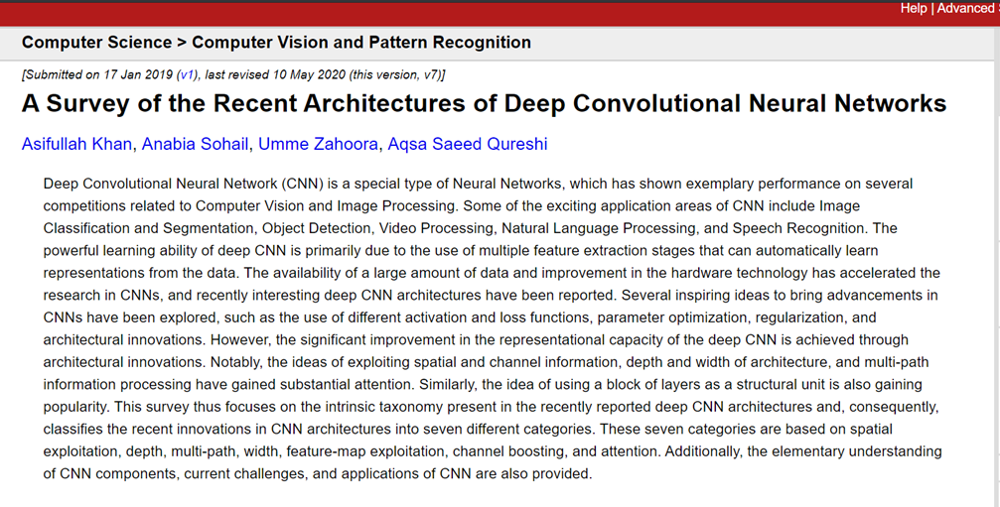 Help | Advanced
Computer Science > Computer Vision and Pattern Recognition
[Submitted on 17 Jan 2019 (v1), last revised 10 May 2020 (this version, v7)]
A Survey of the Recent Architectures of Deep Convolutional Neural Networks
Asifullah Khan, Anabia Sohail, Umme Zahoora, Aqsa Saeed Qureshi
Deep Convolutional Neural Network (CNN) is a special type of Neural Networks, which has shown exemplary performance on several
competitions related to Computer Vision and Image Processing. Some of the exciting application areas of CNN include Image
Classification and Segmentation, Object Detection, Video Processing, Natural Language Processing, and Speech Recognition. The
powerful learning ability of deep CNN is primarily due to the use of multiple feature extraction stages that can automatically learn
representations from the data. The availability of a large amount of data and improvement in the hardware technology has accelerated the
research in CNNs, and recently interesting deep CNN architectures have been reported. Several inspiring ideas to bring advancements in
CNNs have been explored, such as the use of different activation and loss functions, parameter optimization, regularization, and
architectural innovations. However, the significant improvement in the representational capacity of the deep CNN is achieved through
architectural innovations. Notably, the ideas of exploiting spatial and channel information, depth and width of architecture, and multi-path
information processing have gained substantial attention. Similarly, the idea of using a block of layers as a structural unit is also gaining
popularity. This survey thus focuses on the intrinsic taxonomy present in the recently reported deep CNN architectures and, consequently,
classifies the recent innovations in CNN architectures into seven different categories. These seven categories are based on spatial
exploitation, depth, multi-path, width, feature-map exploitation, channel boosting, and attention. Additionally, the elementary understanding
of CNN components, current challenges, and applications of CNN are also provided.